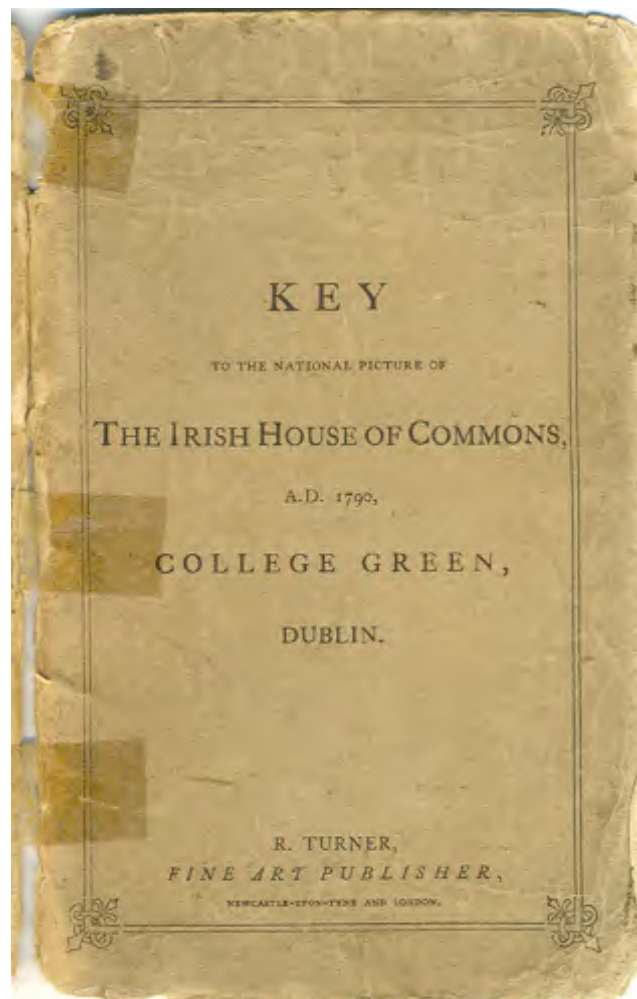 KEY
TO THE NATIONAL PICTURE OF
THE IRISH HOUSE OF COMMONS,
A.D. 1790,
COLLEGE GREEN,
DUBLIN.
R. TURNER,
FINE ART PUBLISHER,
NEWCASTLE-UPON-TYNE AND LONDON.